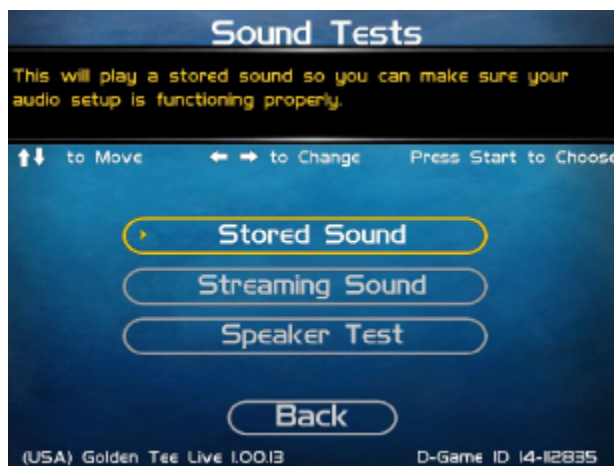 Sound Tests
This will play a stored sound so you can make sure your
audio setup is functioning properly.
to Move to Change Press Start to Choose
Stored Sound
Streaming Sound
Speaker Test
Back
(USA) Golden Tee Live 1.00.13 D-Game ID 14-112835